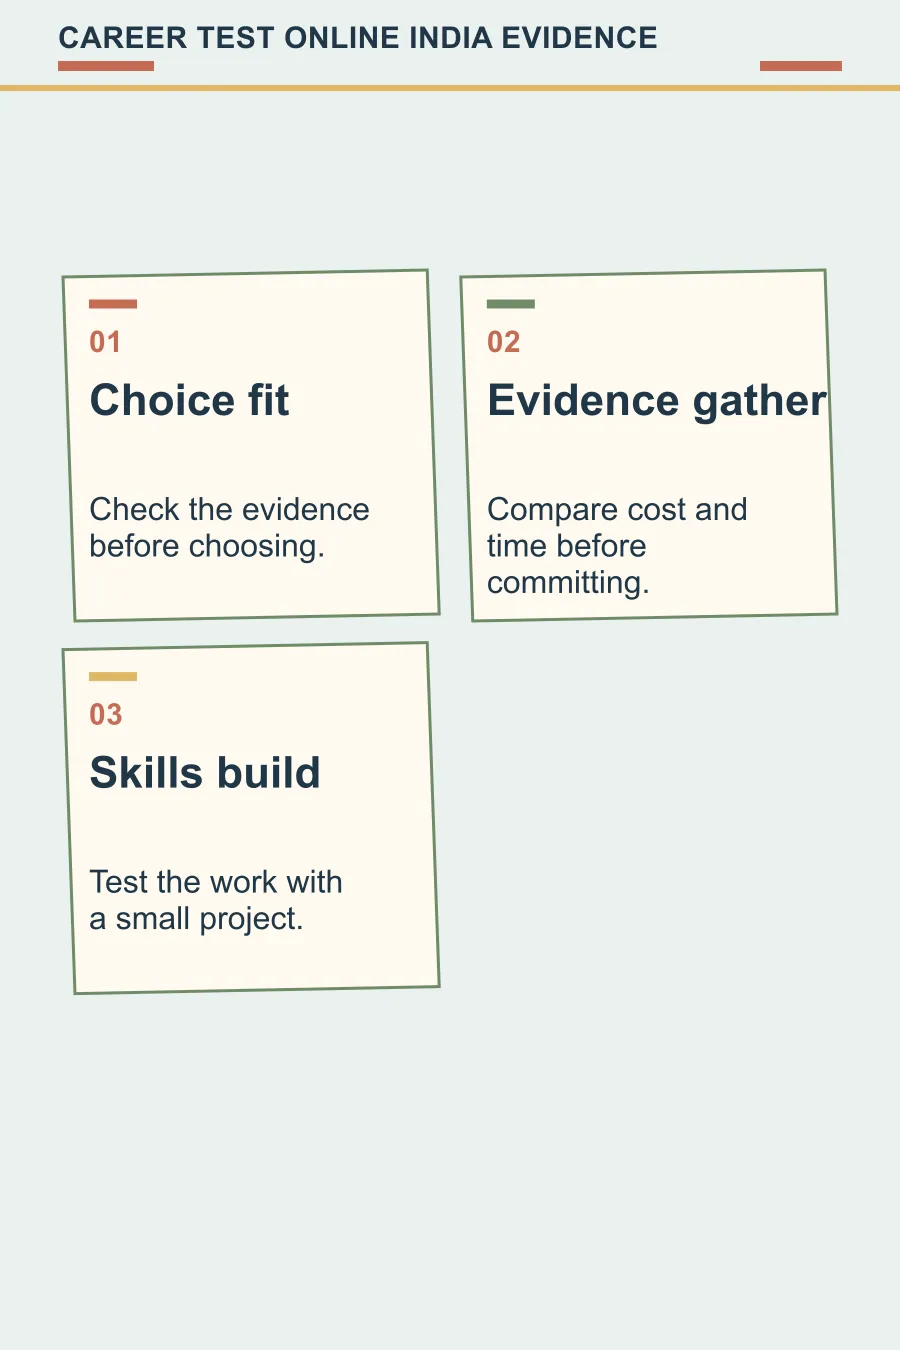 CAREER TEST ONLINE INDIA EVIDENCE
01
Choice fit
Check the evidence
before choosing.
02
Evidence gather
Compare cost and
time before
committing.
03
Skills build
Test the work with
a small project.